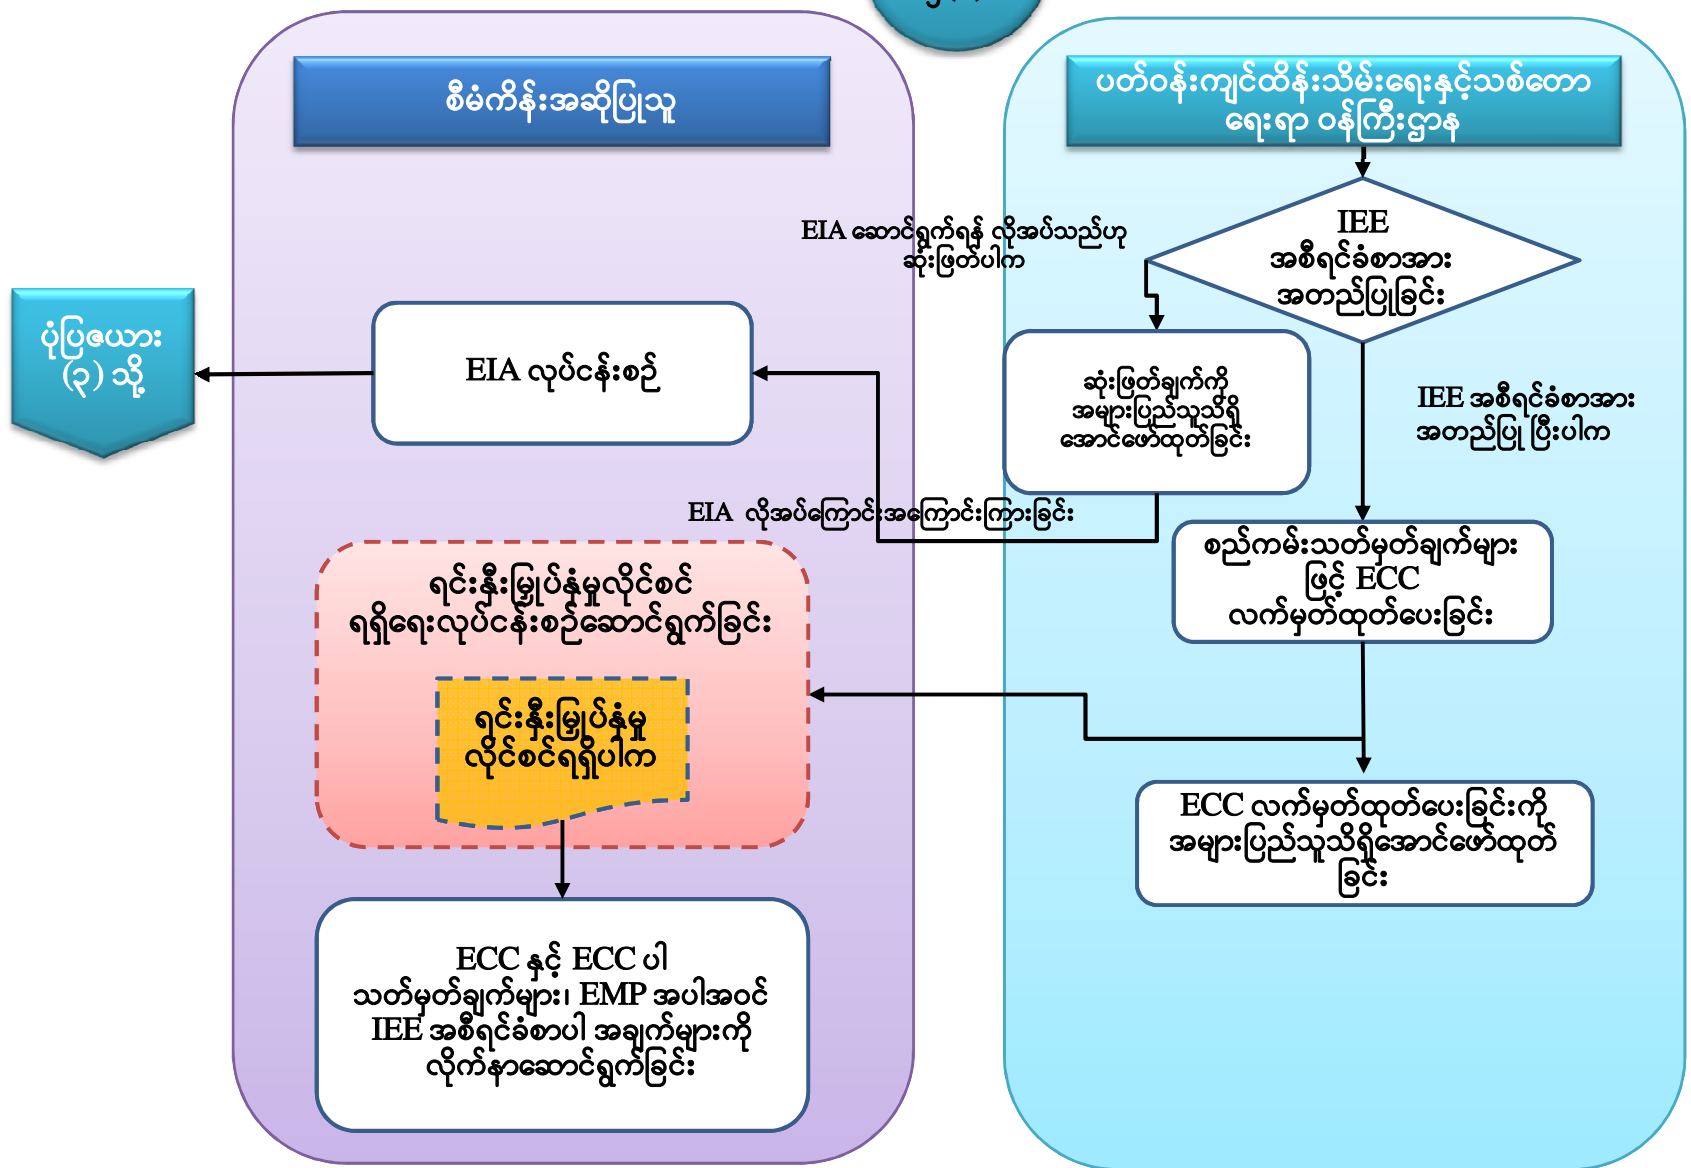 စီမံကိန်းအဆိုပြုသူ
ပတ်ဝန်းကျင်ထိန်းသိမ်းရေးနှင့်သစ်တော
ရေးရာ ဝန်ကြီးဌာန
IEE
အစီရင်ခံစာအား
အတည်ပြုခြင်း
EIA ဆောင်ရွက်ရန် လိုအပ်သည်ဟု
ဆုံးဖြတ်ပါက
ပုံပြဇယား
(၃) သို့
EIA လုပ်ငန်းစဉ်
ဆုံးဖြတ်ချက်ကို
အများပြည်သူသိရှိ
အောင်ဖော်ထုတ်ခြင်း
IEE အစီရင်ခံစာအား
အတည်ပြု ပြီးပါက
EIA လိုအပ်ကြောင်းအကြောင်းကြားခြင်း
စည်ကမ်းသတ်မှတ်ချက်များ
ဖြင့် ECC
လက်မှတ်ထုတ်ပေးခြင်း
ရင်းနှီးမြှုပ်နှံမှုလိုင်စင်
ရရှိရေးလုပ်ငန်းစဉ်ဆောင်ရွက်ခြင်း
ရင်းနှီးမြှုပ်နှံမှု
လိုင်စင်ရရှိပါက
ECC လက်မှတ်ထုတ်ပေးခြင်းကို
အများပြည်သူသိရှိအောင်ဖော်ထုတ်
ခြင်း
ECC နှင့် ECC ပါ
သတ်မှတ်ချက်များ၊ EMP အပါအဝင်
IEE အစီရင်ခံစာပါ အချက်များကို
လိုက်နာဆောင်ရွက်ခြင်း